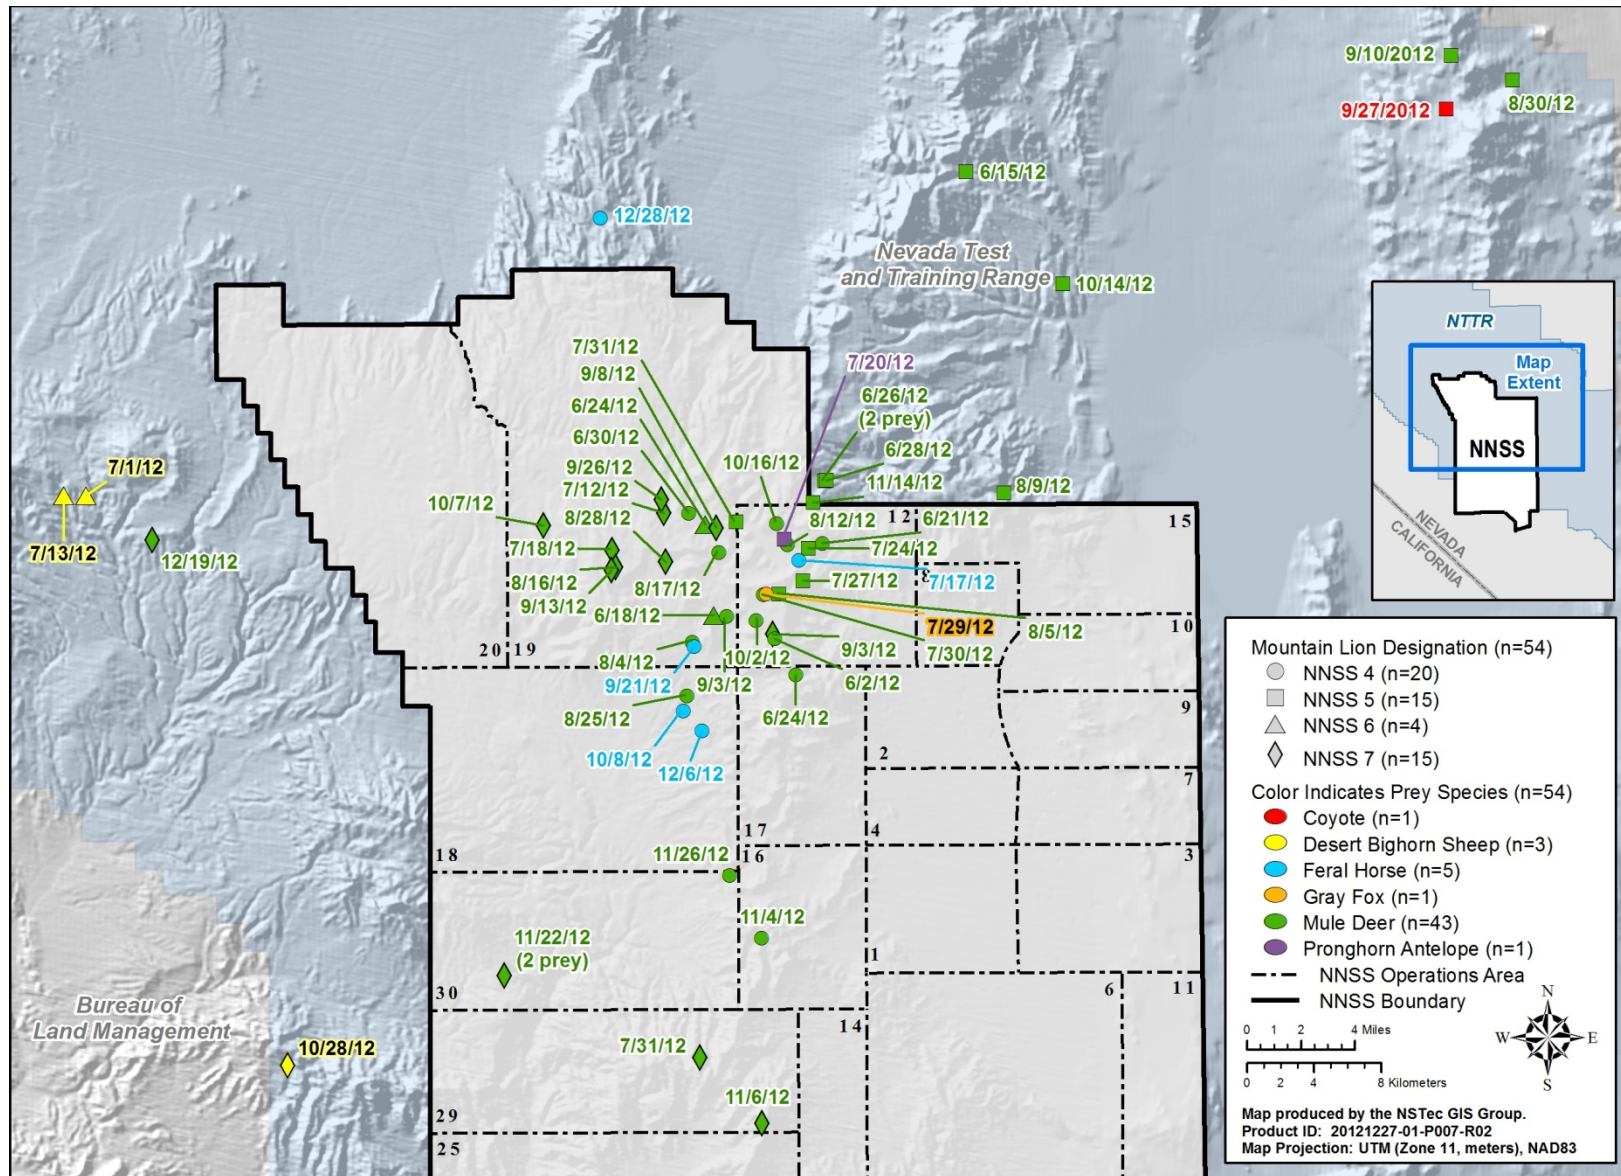 9/10/2012
8/30/12
9/27/2012
6/15/12
12/28/12
Nevada Test
and Training Range
10/14/12
7/31/12
9/8/12
6/24/12
6/30/12
9/26/12
7/12/12
8/28/12
10/7/12
7/18/12
8/16/12
9/13/12
6/18/12
8/17/12
7/20/12
6/26/12
(2 prey)
6/28/12
10/16/12
11/14/12
8/9/12
8/12/12
12
6/21/12
15
7/24/12
7/17/12
7/27/12
8/5/12
7/29/12
7/30/12
10
7/1/12
7/13/12
12/19/12
20
19
8/4/12
10/2/12
9/3/12
9/21/12
9/3/12
6/2/12
8/25/12
6/24/12
9
10/8/12
12/6/12
2
7
17
4
18
11/26/12
16
3
11/4/12
11/22/12
(2 prey)
1
30
6
11
Bureau of
Land Management
14
10/28/12
7/31/12
11/6/12
29
25
NTTR
Map
Extent
NNSS
NEVADA
CALIFORNIA
Mountain Lion Designation (n=54)
NNSS 4 (n=20)
NNSS 5 (n=15)
NNSS 6 (n=4)
NNSS 7 (n=15)
Color Indicates Prey Species (n=54)
Coyote (n=1)
Desert Bighorn Sheep (n=3)
Feral Horse (n=5)
Gray Fox (n=1)
Mule Deer (n=43)
Pronghorn Antelope (n=1)
NNSS Operations Area
NNSS Boundary
N
W
E
S
0 1 2 4 Miles
0 2 4 8 Kilometers
Map produced by the NSTec GIS Group.
Product ID: 20121227-01-P007-R02
Map Projection: UTM (Zone 11, meters), NAD83